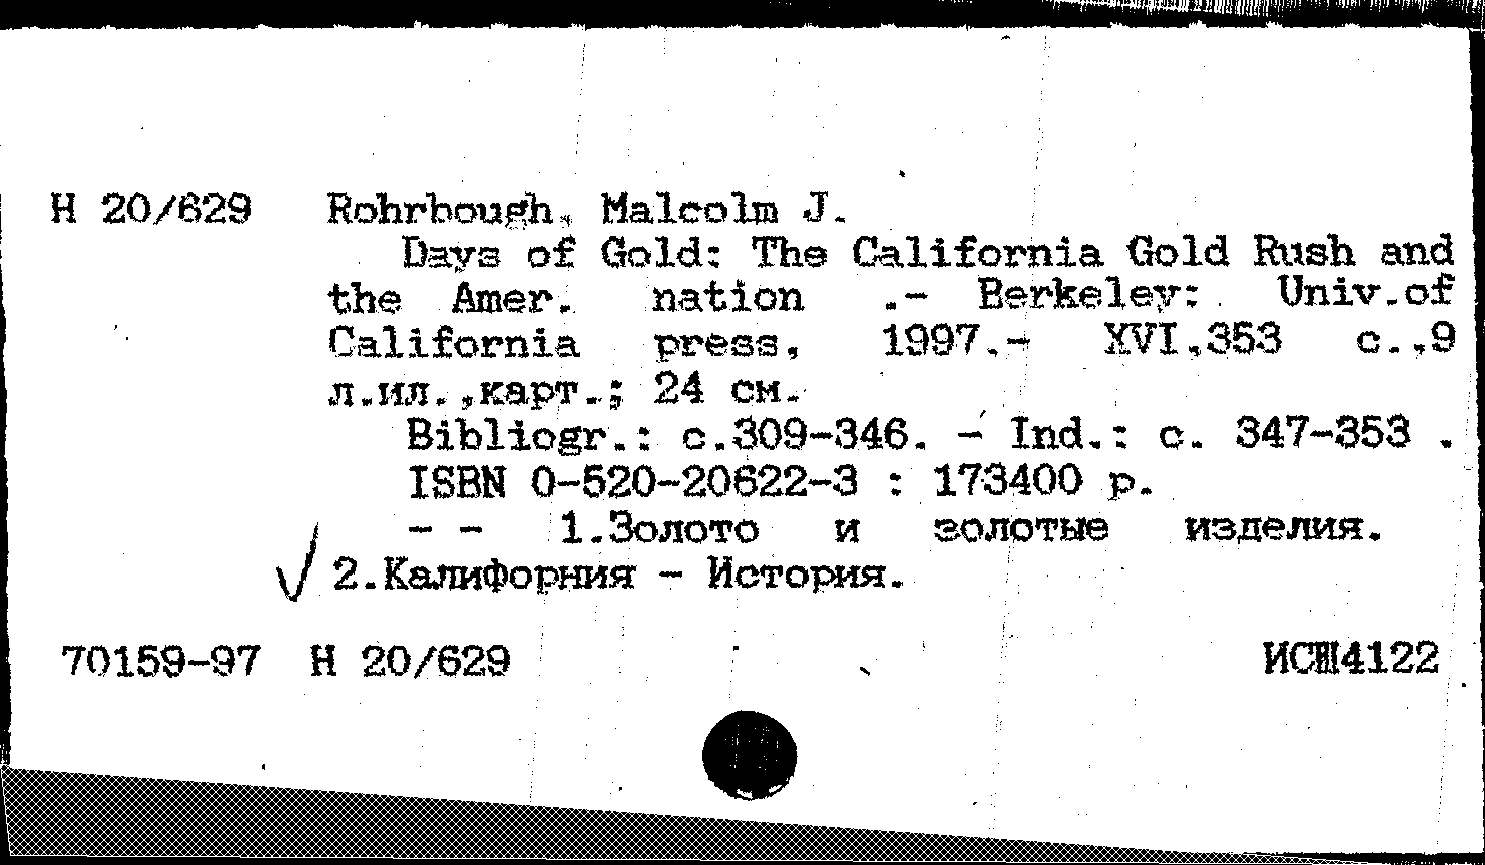 Н 20/629 Rohrbough, Malcolm J.
Days of Gold: The California Gold Rush and
the Amer. nation .- Berkeley: Univ.of
California press, 1997.- XVI,353 с.,9
л.ил.,карт.; 24 см.
Bibliogr.: с.309-346. - Ind.: с. 347-353 .
ISBN 0-520-20622-3 : 173400 р.
- - 1.Золото и золотые изделия.
2.Калифорния - История.
70159-97 Н 20/629